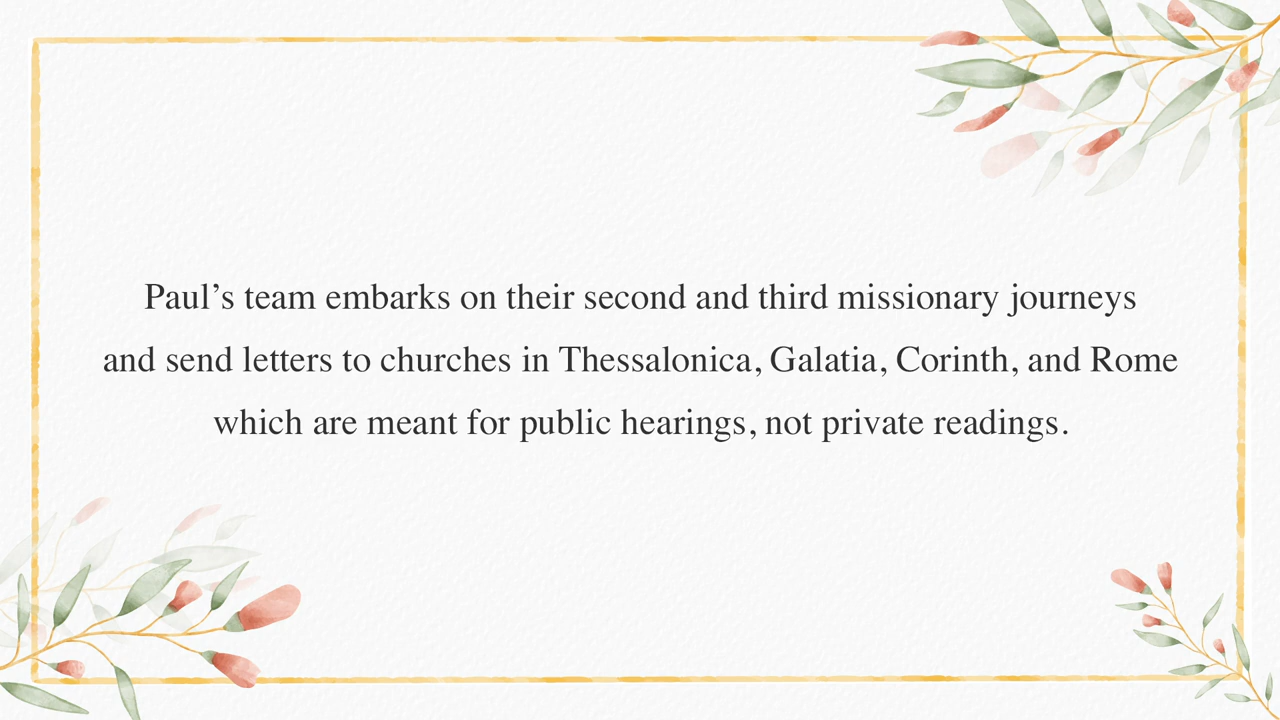 Paul’s team embarks on their second and third missionary journeys
and send letters to churches in Thessalonica, Galatia, Corinth, and Rome
which are meant for public hearings, not private readings.